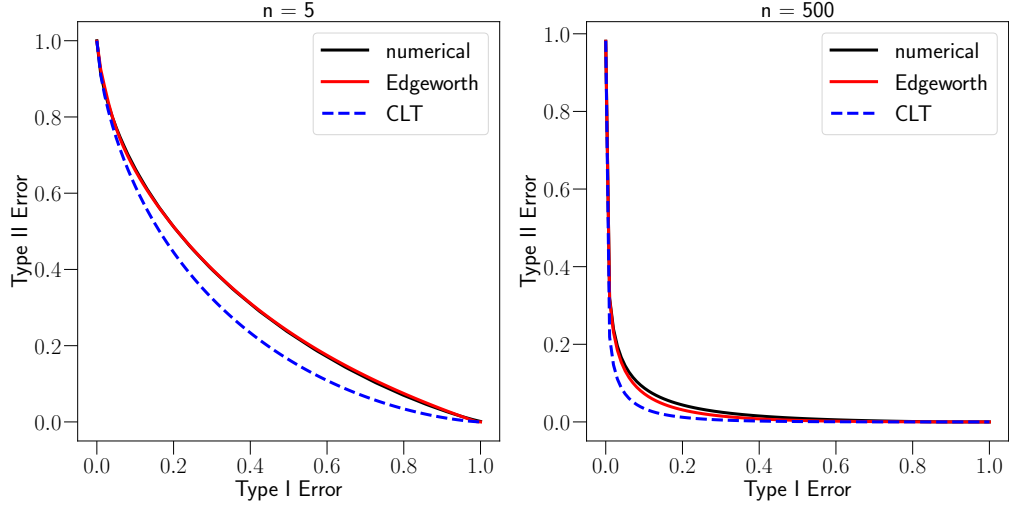 n = 5
1.0
0.8
0.6
0.4
0.2
0.0
Type II Error
0.0 0.2 0.4 0.6 0.8 1.0
Type I Error
numerical
Edgeworth
CLT
n = 500
1.0
0.8
0.6
0.4
0.2
0.0
Type II Error
0.0 0.2 0.4 0.6 0.8 1.0
Type I Error
numerical
Edgeworth
CLT